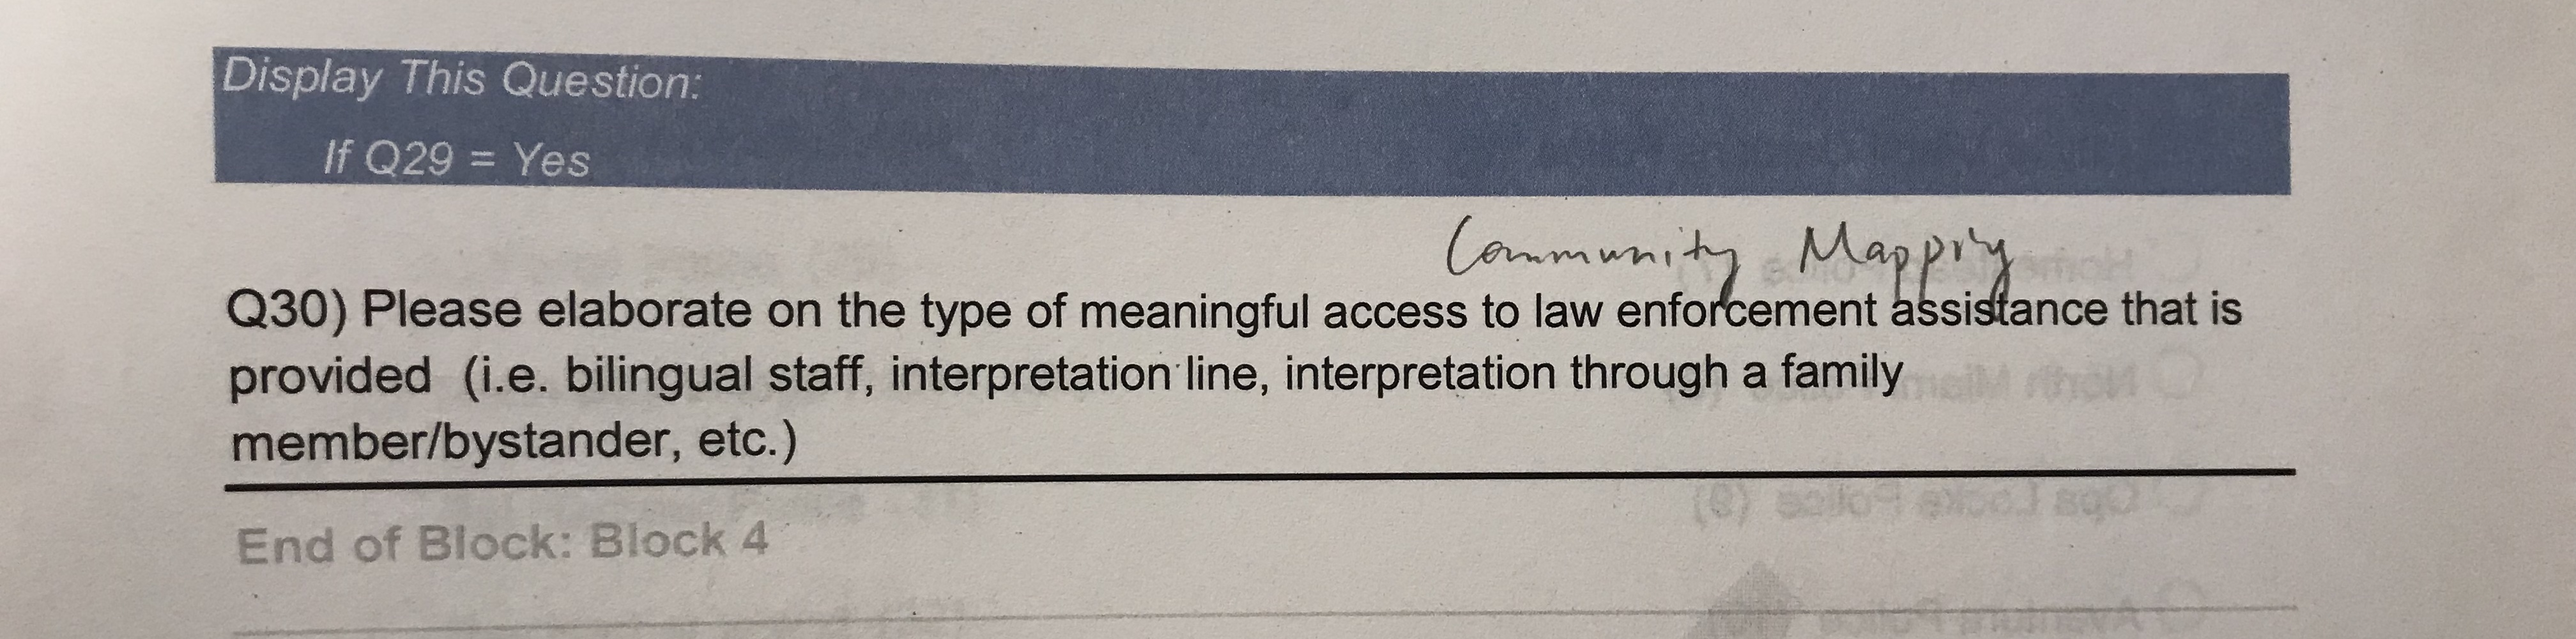 Display This Question:
If Q29 = Yes
Community Mapping
Q30) Please elaborate on the type of meaningful access to law enforcement assistance that is
provided (i.e. bilingual staff, interpretation line, interpretation through a family
member/bystander, etc.)
End of Block: Block 4